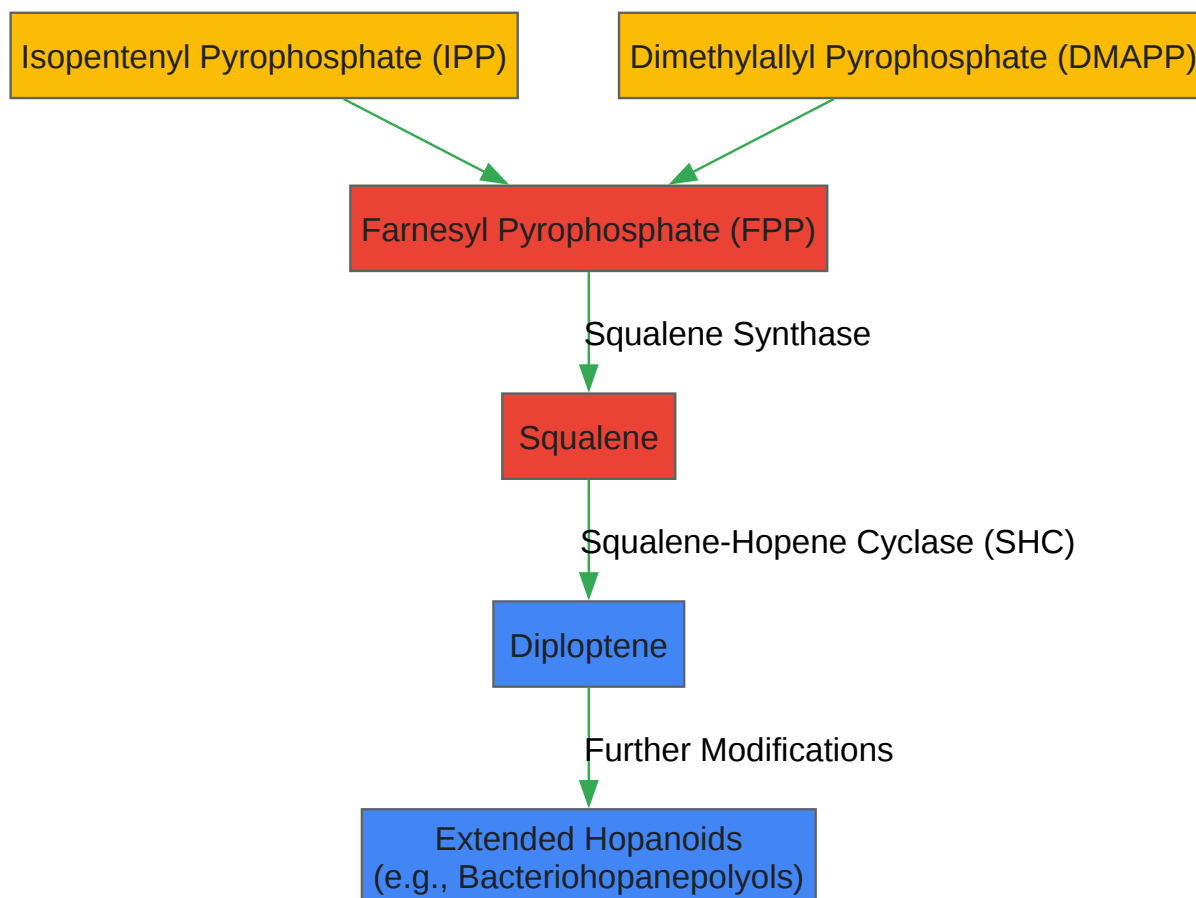 Isopentenyl Pyrophosphate (IPP)
Dimethylallyl Pyrophosphate (DMAPP)
Farnesyl Pyrophosphate (FPP)
Squalene Synthase
Squalene
Squalene-Hopene Cyclase (SHC)
Diploptene
Further Modifications
Extended Hopanoids
(e.g., Bacteriohopanepolyols)